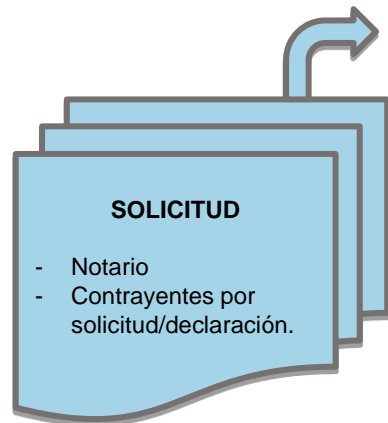 SOLICITUD
- Notario
- Contrayentes por
solicitud/declaración.